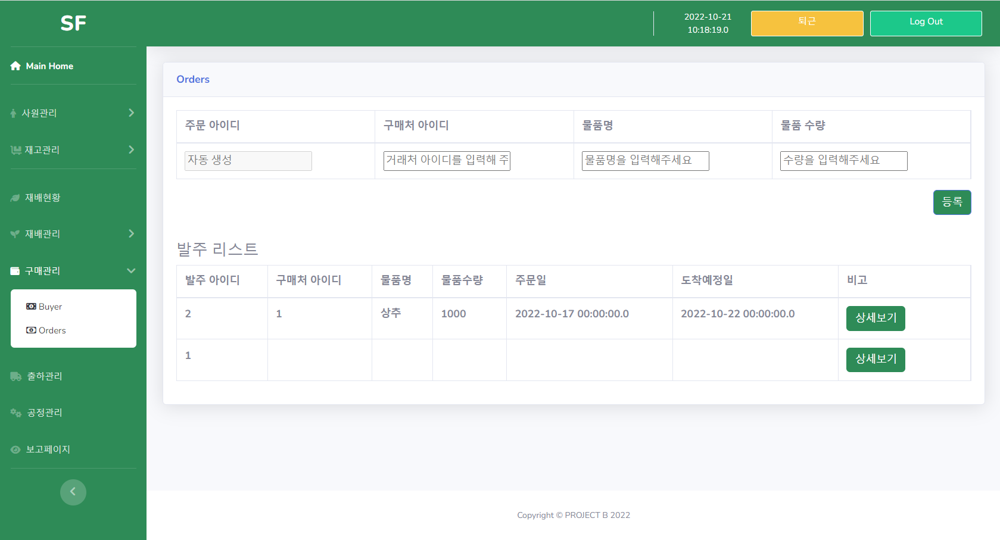 SF
2022-10-21
10:18:19.0
퇴근
Log Out
Main Home
사원관리
재고관리
재배현황
재배관리
구매관리
Buyer
Orders
출하관리
공정관리
보고페이지
Orders
주문 아이디 구매처 아이디 물품명 물품 수량
자동 생성 거래처 아이디를 입력해 주 물품명을 입력해주세요 수량을 입력해주세요
등록
발주 리스트
발주 아이디 구매처 아이디 물품명 물품수량 주문일 도착예정일 비고
2 1 상추 1000 2022-10-17 00:00:00.0 2022-10-22 00:00:00.0 상세보기
1 상세보기
Copyright © PROJECT B 2022